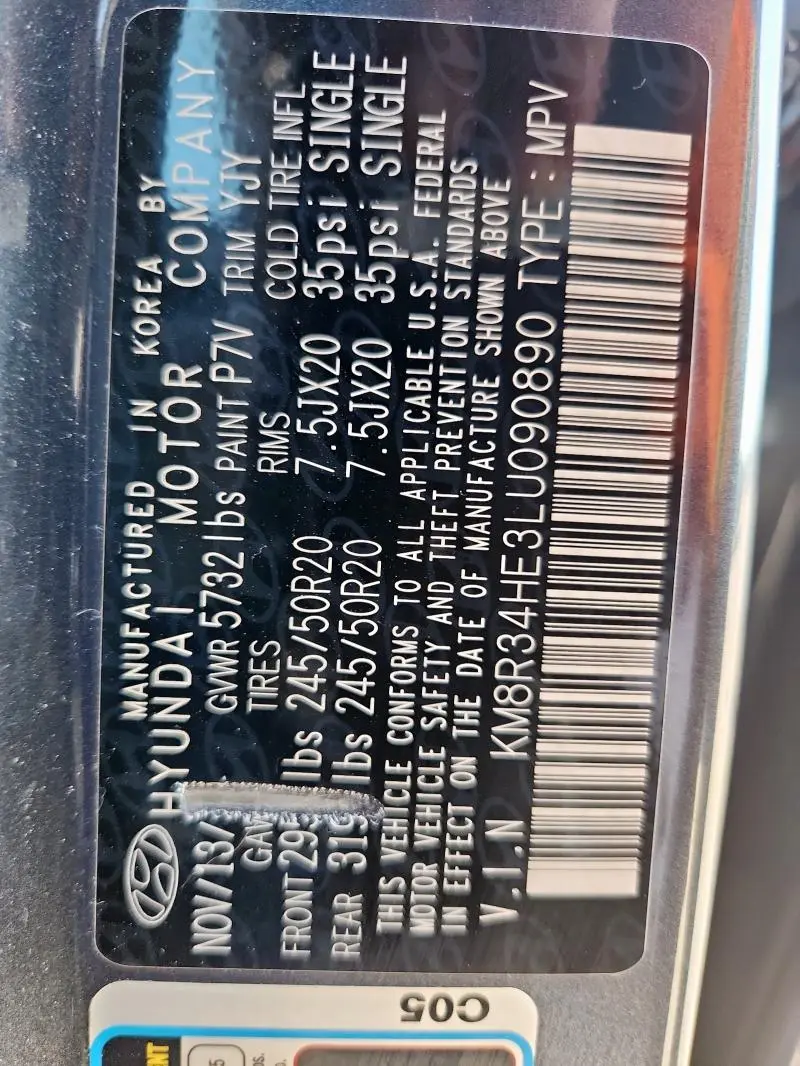 MANUFACTURED IN KOREA BY
HYUNDAI MOTOR COMPANY
NOV/13/ GVWR 5732 lbs PAINT P7V TRIM YJY
TIRES RIMS COLD TIRE INFL
FRONT lbs 245/50R20 7.5JX20 35psi SINGLE
REAR lbs 245/50R20 7.5JX20 35psi SINGLE
THIS VEHICLE CONFORMS TO ALL APPLICABLE U.S.A. FEDERAL
MOTOR VEHICLE SAFETY AND THEFT PREVENTION STANDARDS
IN EFFECT ON THE DATE OF MANUFACTURE SHOWN ABOVE
V.I.N KM8R34HE3LU090890 TYPE : MPV
C05